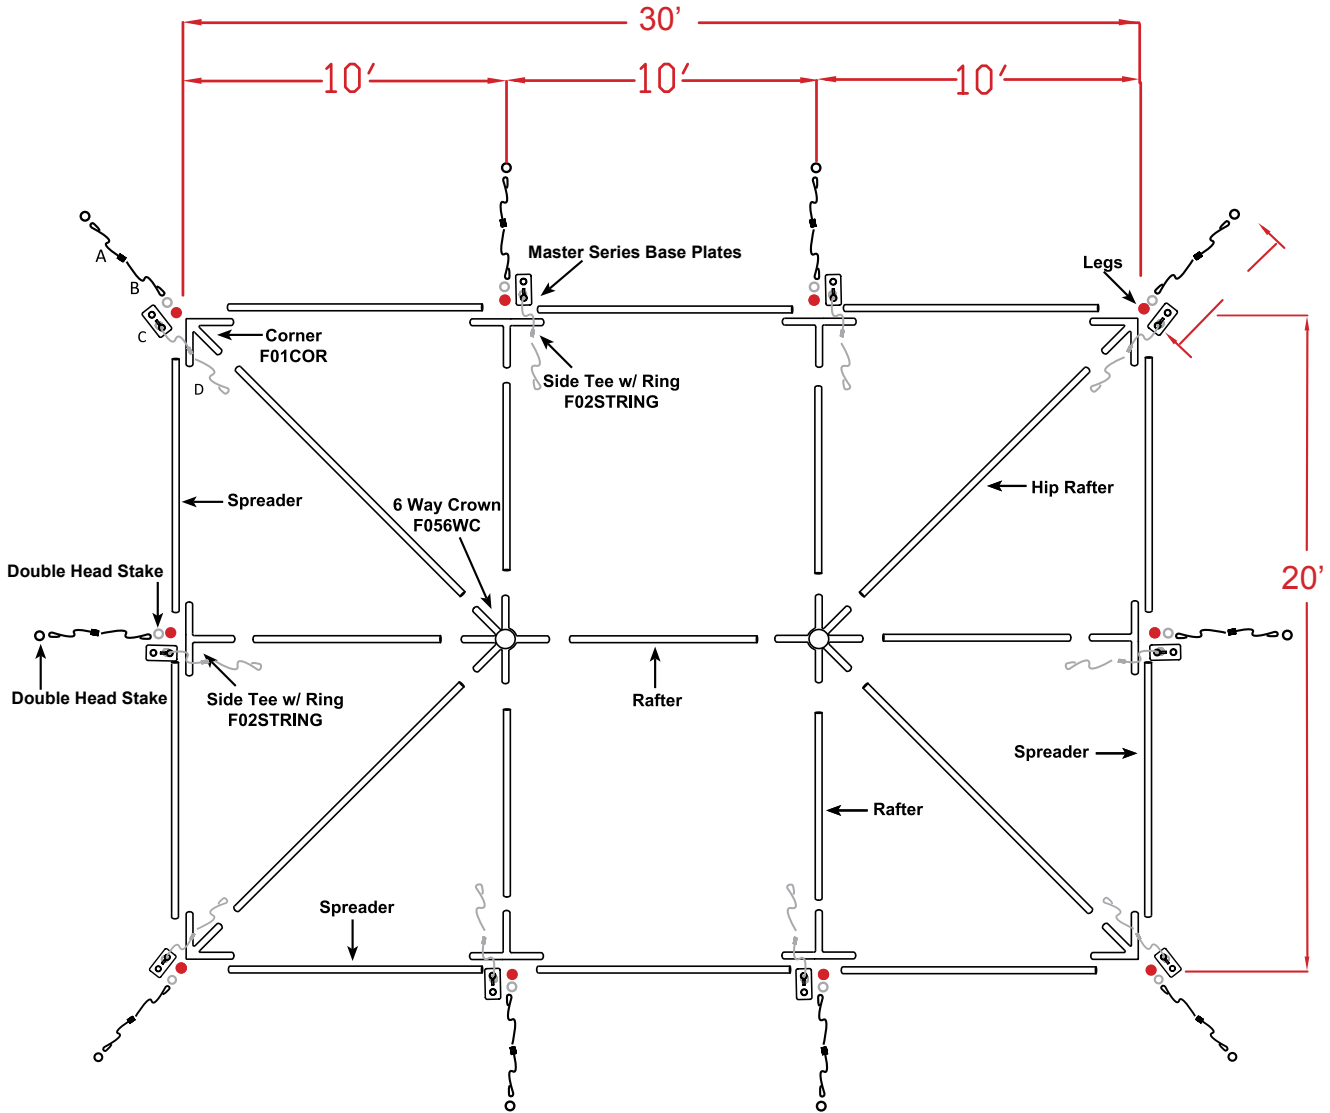 30'
10'
10'
10'
Master Series Base Plates
Legs
A
B
C
D
Corner
F01COR
Side Tee w/ Ring
F02STRING
Spreader
6 Way Crown
F056WC
Hip Rafter
Double Head Stake
20'
Double Head Stake
Side Tee w/ Ring
F02STRING
Rafter
Spreader
Rafter
Spreader